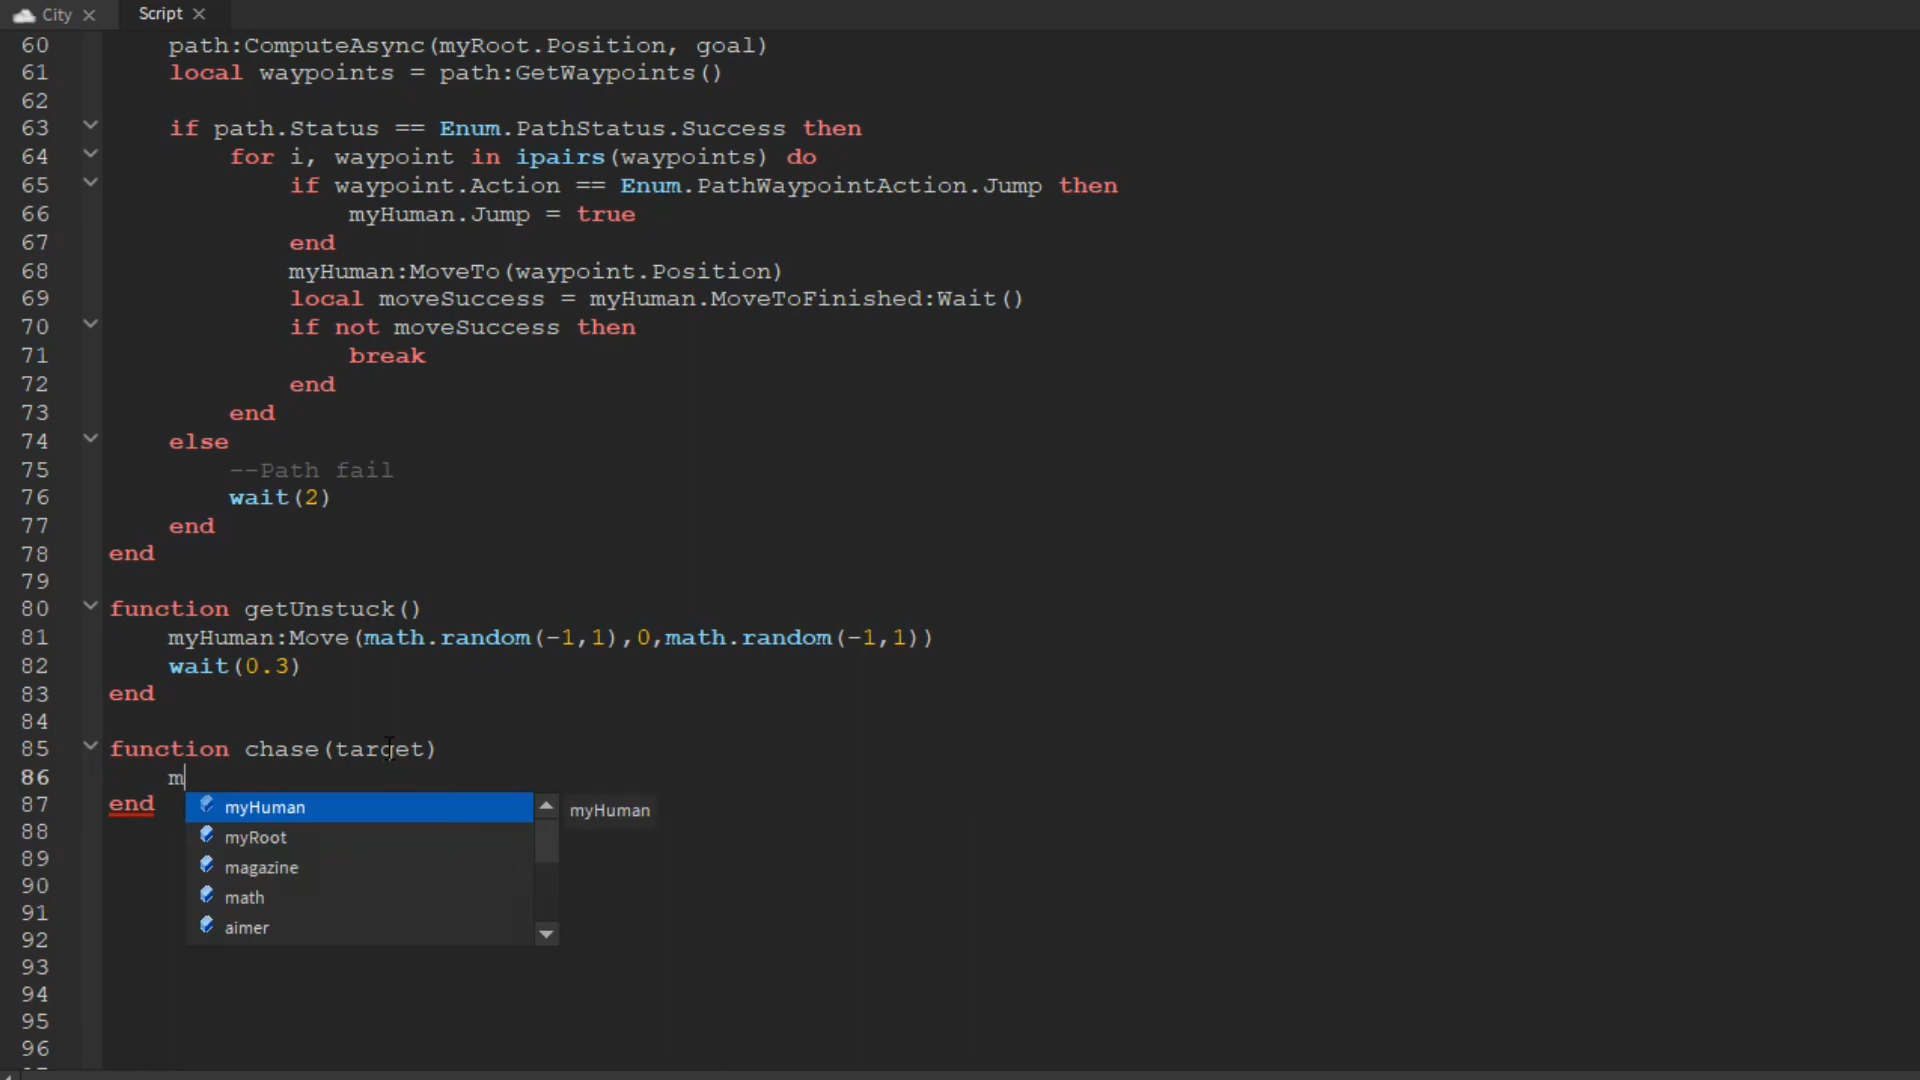 City Script
60 path:ComputeAsync(myRoot.Position, goal)
61 local waypoints = path:GetWaypoints()
62
63 if path.Status == Enum.PathStatus.Success then
64 for i, waypoint in ipairs(waypoints) do
65 if waypoint.Action == Enum.PathWaypointAction.Jump then
66 myHuman.Jump = true
67 end
68 myHuman:MoveTo(waypoint.Position)
69 local moveSuccess = myHuman.MoveToFinished:Wait()
70 if not moveSuccess then
71 break
72 end
73 end
74 else
75 --Path fail
76 wait(2)
77 end
78 end
79
80 function getUnstuck()
81 myHuman:Move(math.random(-1,1),0,math.random(-1,1))
82 wait(0.3)
83 end
84
85 function chase(target)
86 m
87 end
myHuman myHuman
myRoot
magazine
math
aimer
88
89
90
91
92
93
94
95
96